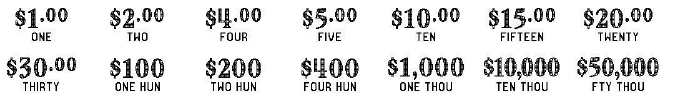 $1.00 $2.00 $4.00 $5.00 $10.00 $15.00 $20.00
ONE TWO FOUR FIVE TEN FIFTEEN TWENTY
$30.00 $100 $200 $400 $1,000 $10,000 $50,000
THIRTY ONE HUN TWO HUN FOUR HUN ONE THOU TEN THOU FTY THOU